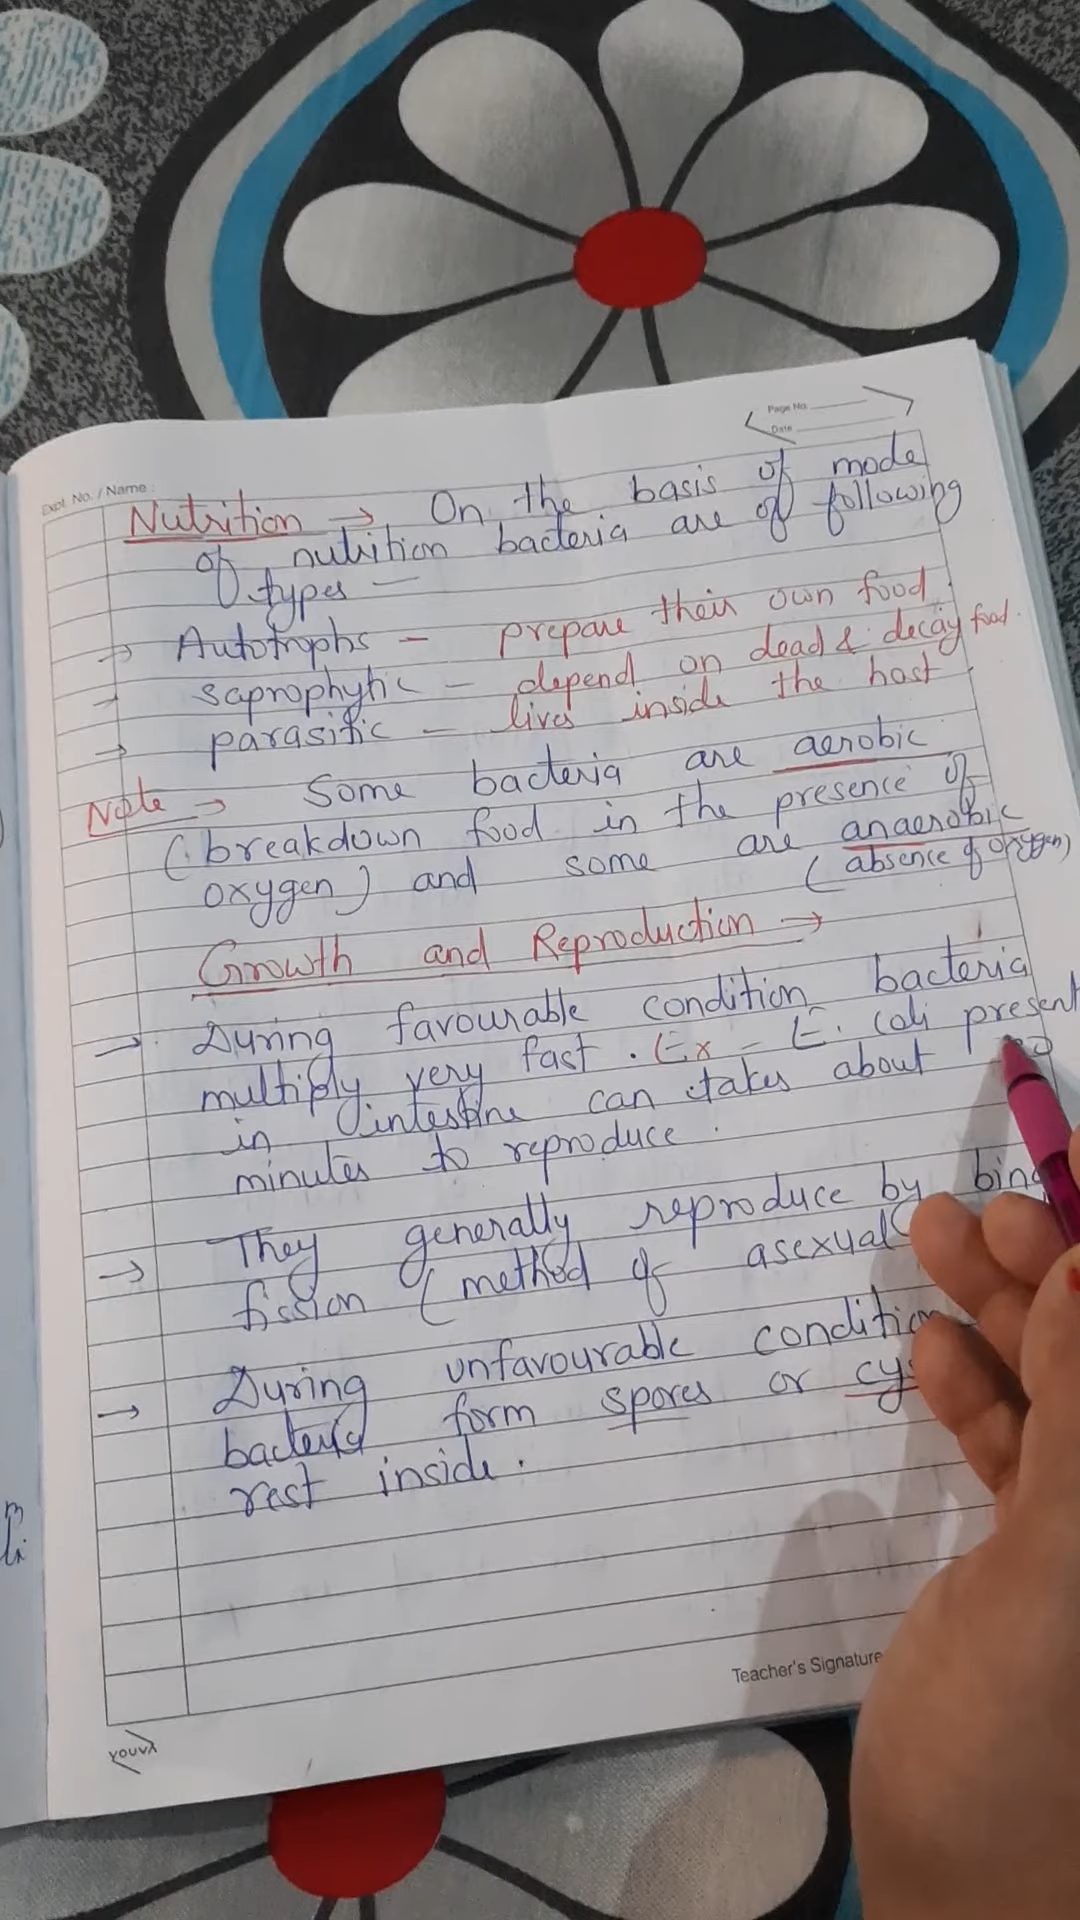 Page No.
Date
Expt. No. / Name :
Nutrition → On the basis of mode
of nutrition bacteria are of following
types —
→ Autotrophs — prepare their own food
→ saprophytic — depend on dead & decay food.
→ parasitic — lives inside the host
Note → Some bacteria are aerobic
(breakdown food in the presence of
oxygen) and some are anaerobic
(absence of oxygen)
Growth and Reproduction →
→ During favourable condition bacteria
multiply very fast. Ex - E. coli present
in intestine can takes about
minutes to reproduce.
→ They generally reproduce by
fission (method of asexual
→ During unfavourable
bacteria form spores or
rest inside.
Teacher's Signature
youva